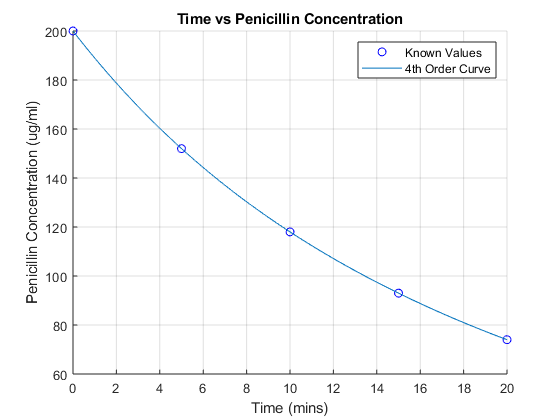 Time vs Penicillin Concentration
Known Values
4th Order Curve
Penicillin Concentration (ug/ml)
200
180
160
140
120
100
80
60
0 2 4 6 8 10 12 14 16 18 20
Time (mins)